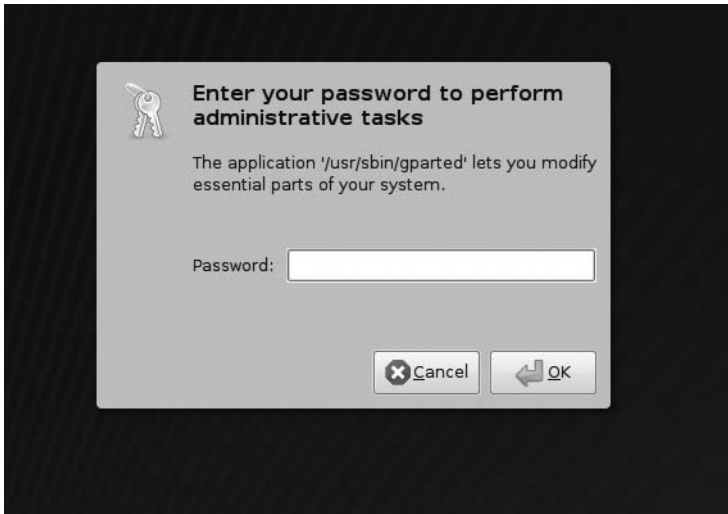 Enter your password to perform
administrative tasks
The application '/usr/sbin/gparted' lets you modify
essential parts of your system.
Password:
Cancel
OK